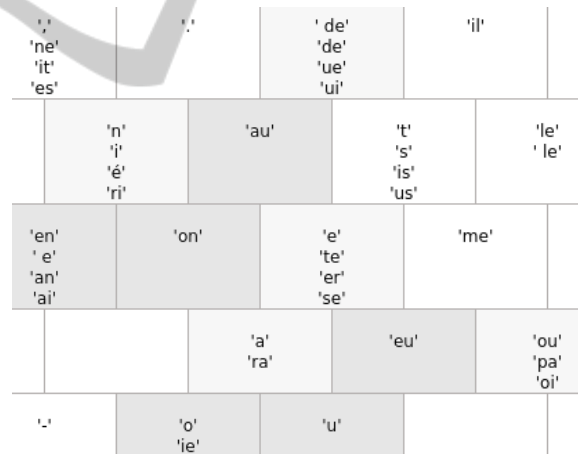 ','
'ne'
'it'
'es'
'.'
' de'
'de'
'ue'
'ui'
'il'
'n'
'i'
'é'
'ri'
'au'
't'
's'
'is'
'us'
'le'
' le'
'en'
' e'
'an'
'ai'
'on'
'e'
'te'
'er'
'se'
'me'
'a'
'ra'
'eu'
'ou'
'pa'
'oi'
'-'
'o'
'ie'
'u'